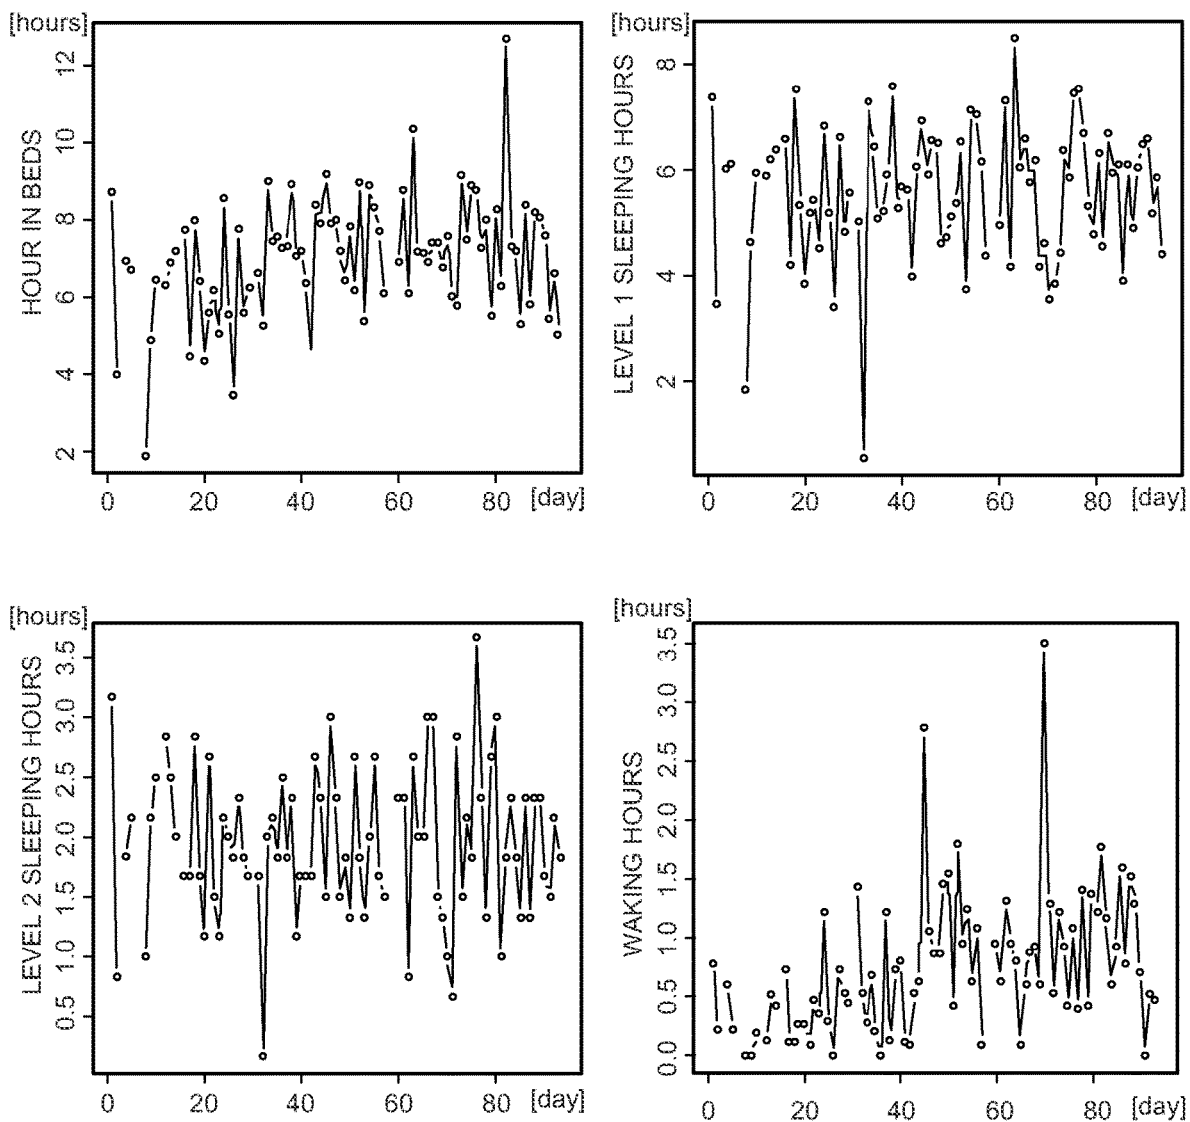 [hours]
HOUR IN BEDS
12
10
8
6
4
2
0 20 40 60 80 [day]
[hours]
LEVEL 1 SLEEPING HOURS
8
6
4
2
0 20 40 60 80 [day]
[hours]
LEVEL 2 SLEEPING HOURS
3.5
3.0
2.5
2.0
1.5
1.0
0.5
0 20 40 60 80 [day]
[hours]
WAKING HOURS
3.5
3.0
2.5
2.0
1.5
1.0
0.5
0.0
0 20 40 60 80 [day]